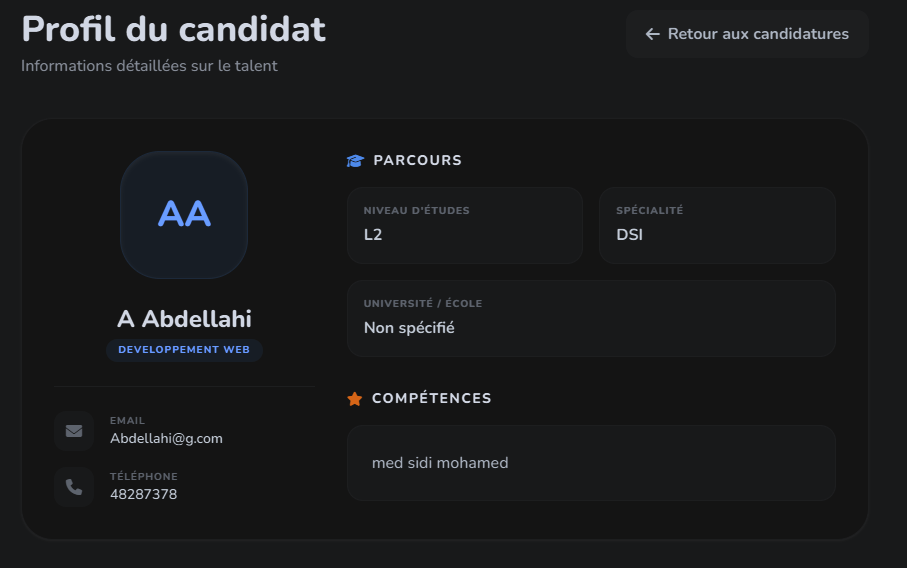 Profil du candidat
← Retour aux candidatures
Informations détaillées sur le talent
AA
A Abdellahi
DEVELOPPEMENT WEB
EMAIL
Abdellahi@g.com
TÉLÉPHONE
48287378
PARCOURS
NIVEAU D'ÉTUDES
L2
SPÉCIALITÉ
DSI
UNIVERSITÉ / ÉCOLE
Non spécifié
COMPÉTENCES
med sidi mohamed